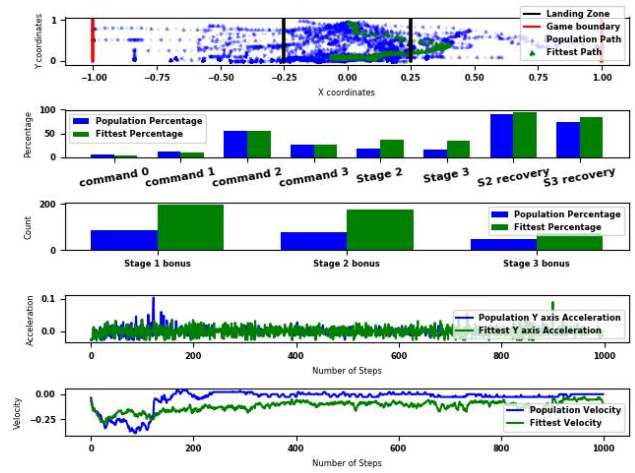 Y coordinates
1
0
−1.00
−0.75
−0.50
−0.25
0.00
0.25
0.50
0.75
1.00
X coordinates
Landing Zone
Game boundary
Population Path
Fittest Path
Percentage
100
50
0
Population Percentage
Fittest Percentage
command 0
command 1
command 2
command 3
Stage 2
Stage 3
S2 recovery
S3 recovery
Count
200
0
Population Percentage
Fittest Percentage
Stage 1 bonus
Stage 2 bonus
Stage 3 bonus
Acceleration
0.1
0.0
Population Y axis Acceleration
Fittest Y axis Acceleration
0
200
400
600
800
1000
Number of Steps
Velocity
0.00
−0.25
Population Velocity
Fittest Velocity
0
200
400
600
800
1000
Number of Steps